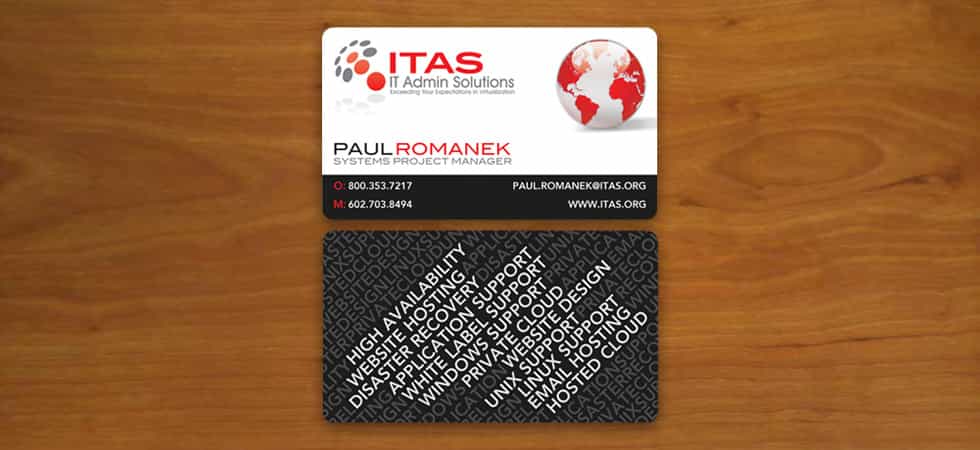 ITAS
IT Admin Solutions
Exceeding Your Expectations in Virtualization
PAULROMANEK
SYSTEMS PROJECT MANAGER
O: 800.353.7217 PAUL.ROMANEK@ITAS.ORG
M: 602.703.8494 WWW.ITAS.ORG
HIGH AVAILABILITY
WEBSITE HOSTING
DISASTER RECOVERY
APPLICATION SUPPORT
WHITE LABEL SUPPORT
WINDOWS SUPPORT
PRIVATE CLOUD
WEBSITE DESIGN
UNIX SUPPORT
LINUX SUPPORT
EMAIL HOSTING
HOSTED CLOUD